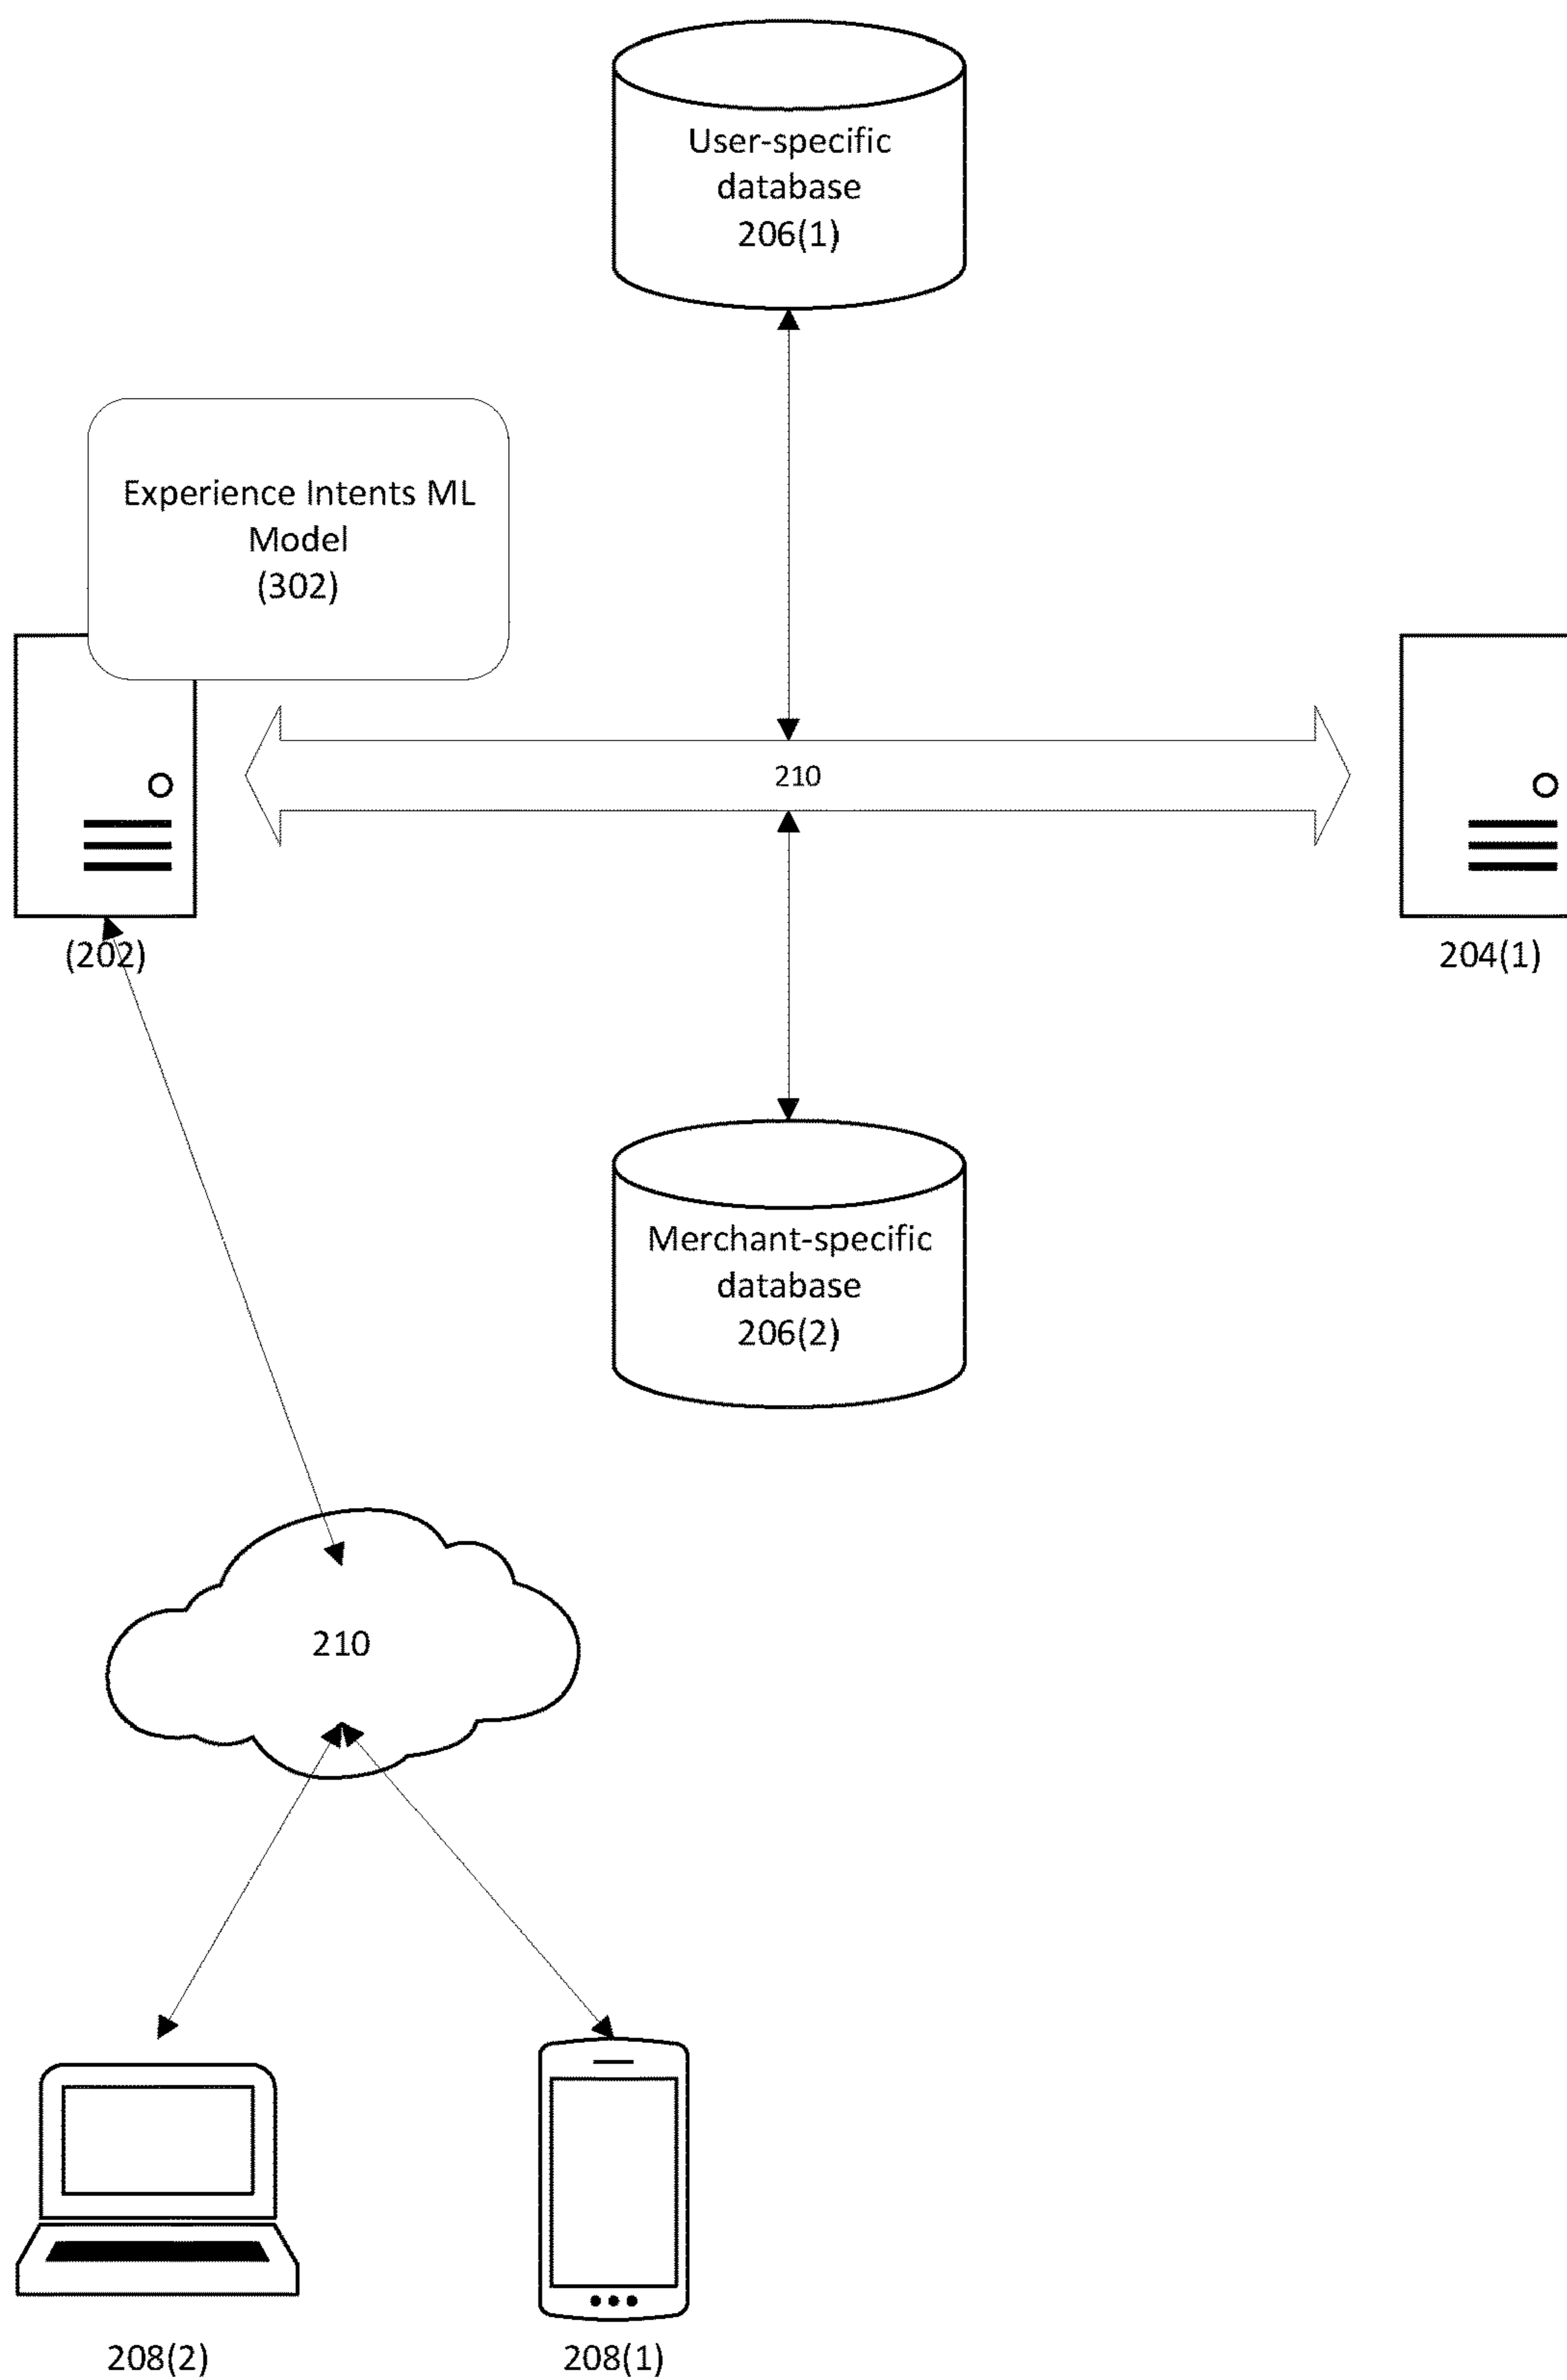 User-specific
database
206(1)
Experience Intents ML
Model
(302)
210
(202)
204(1)
Merchant-specific
database
206(2)
210
208(2)
208(1)